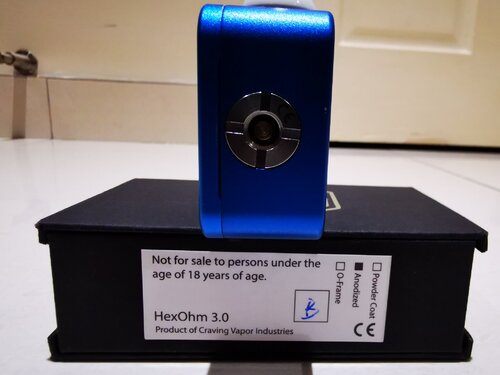 Not for sale to persons under the
age of 18 years of age.
HexOhm 3.0
Product of Craving Vapor Industries
Powder Coat
Anodized
O-Frame
CE